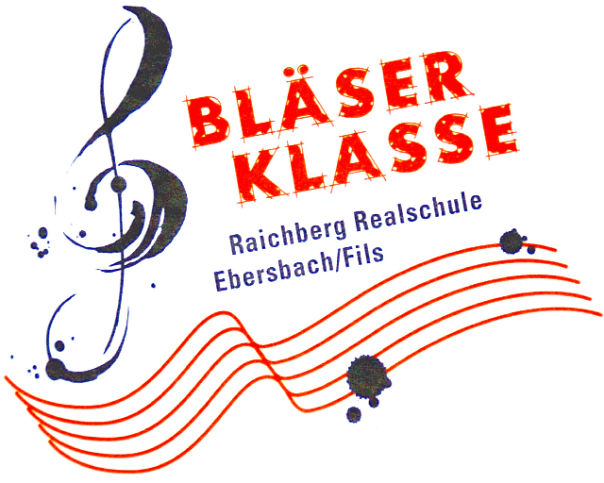 BLÄSER
KLASSE
Raichberg Realschule
Ebersbach/Fils